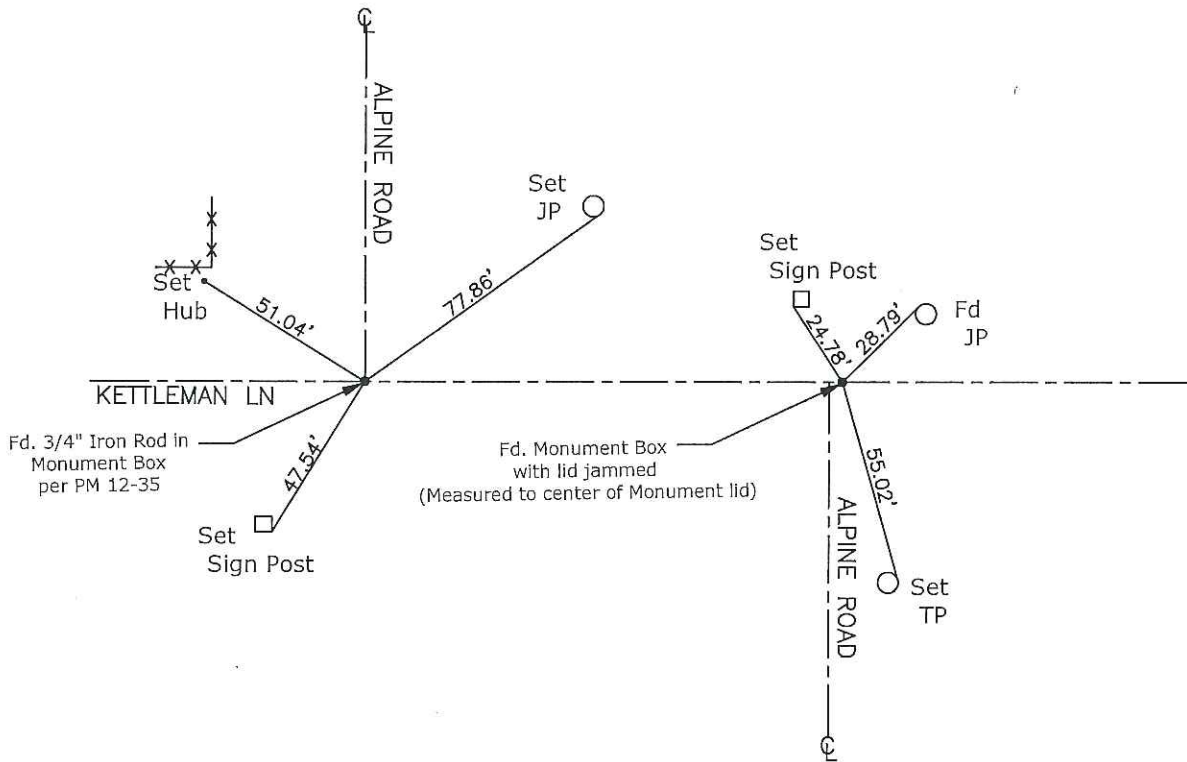 ℄
ALPINE ROAD
Set
JP
77.86'
Set
Hub
51.04'
KETTLEMAN LN
Fd. 3/4" Iron Rod in
Monument Box
per PM 12-35
47.54'
Set
Sign Post
Set
Sign Post
24.78'
28.79'
Fd
JP
Fd. Monument Box
with lid jammed
(Measured to center of Monument lid)
55.02'
ALPINE ROAD
Set
TP
℄